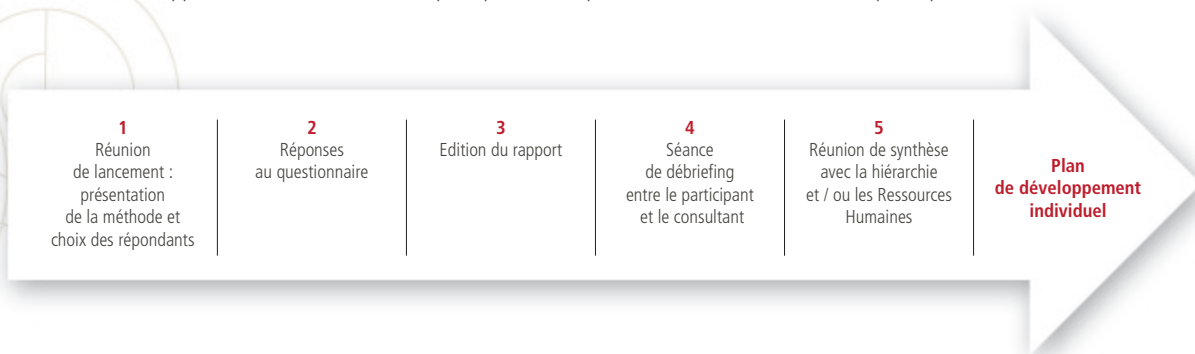 1
Réunion
de lancement :
présentation
de la méthode et
choix des répondants
2
Réponses
au questionnaire
3
Edition du rapport
4
Séance
de débriefing
entre le participant
et le consultant
5
Réunion de synthèse
avec la hiérarchie
et / ou les Ressources
Humaines
Plan
de développement
individuel